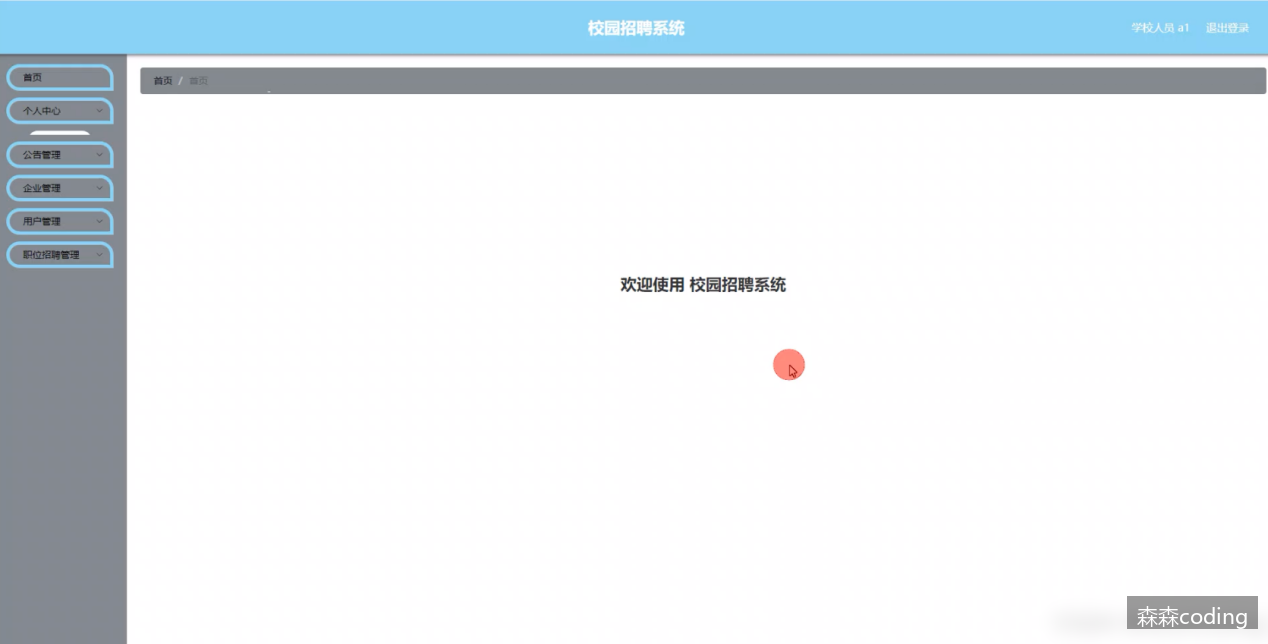 校园招聘系统
学校人员 a1 退出登录
首页
首页 / 首页
个人中心
公告管理
企业管理
用户管理
职位招聘管理
欢迎使用 校园招聘系统
森森coding